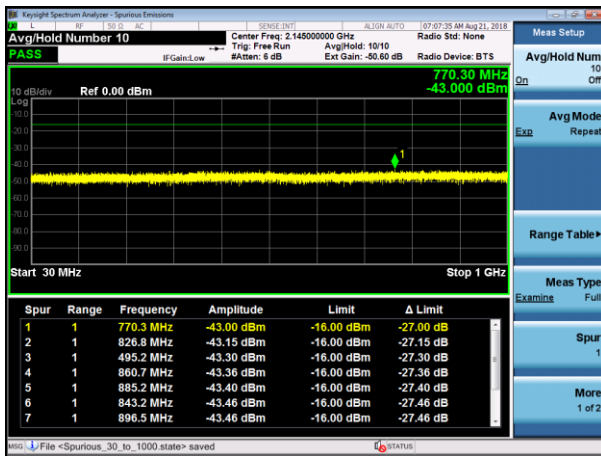 Keysight Spectrum Analyzer - Spurious Emissions
L RF 50 Ω AC SENSE:INT ALIGN AUTO 07:07:35 AM Aug 21, 2018
Avg/Hold Number 10
Center Freq: 2.145000000 GHz Radio Std: None
Trig: Free Run Avg|Hold: 10/10
PASS IFGain:Low #Atten: 6 dB Ext Gain: -50.60 dB Radio Device: BTS
770.30 MHz
-43.000 dBm
10 dB/div Ref 0.00 dBm
Log
-10.0
-20.0
-30.0
-40.0
-50.0
-60.0
-70.0
-80.0
-90.0
1
Start 30 MHz Stop 1 GHz
Spur Range Frequency Amplitude Limit Δ Limit
1 1 770.3 MHz -43.00 dBm -16.00 dBm -27.00 dB
2 1 826.8 MHz -43.15 dBm -16.00 dBm -27.15 dB
3 1 495.2 MHz -43.30 dBm -16.00 dBm -27.30 dB
4 1 860.7 MHz -43.36 dBm -16.00 dBm -27.36 dB
5 1 885.2 MHz -43.40 dBm -16.00 dBm -27.40 dB
6 1 843.2 MHz -43.46 dBm -16.00 dBm -27.46 dB
7 1 896.5 MHz -43.46 dBm -16.00 dBm -27.46 dB
MSG File <Spurious_30_to_1000.state> saved STATUS
Meas Setup
Avg/Hold Num
10
On Off
Avg Mode
Exp Repeat
Range Table
Meas Type
Examine Full
Spur
1
More
1 of 2